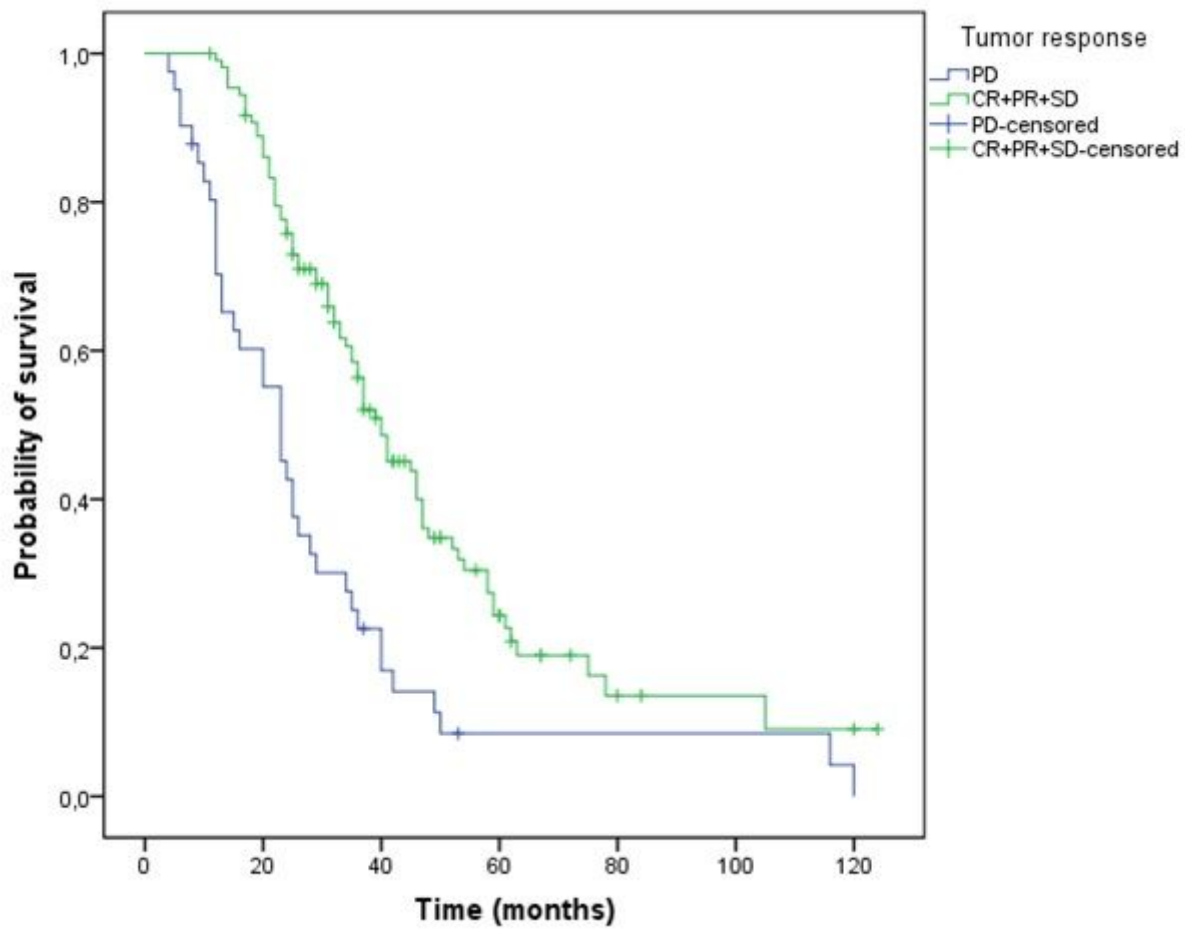 Tumor response
PD
CR+PR+SD
PD-censored
CR+PR+SD-censored
1,0
0,8
0,6
0,4
0,2
0,0
Probability of survival
0 20 40 60 80 100 120
Time (months)